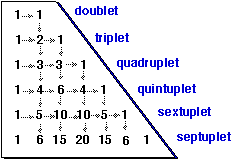 1 1 doublet
1 2 1 triplet
1 3 3 1 quadruplet
1 4 6 4 1 quintuplet
1 5 10 10 5 1 sextuplet
1 6 15 20 15 6 1 septuplet